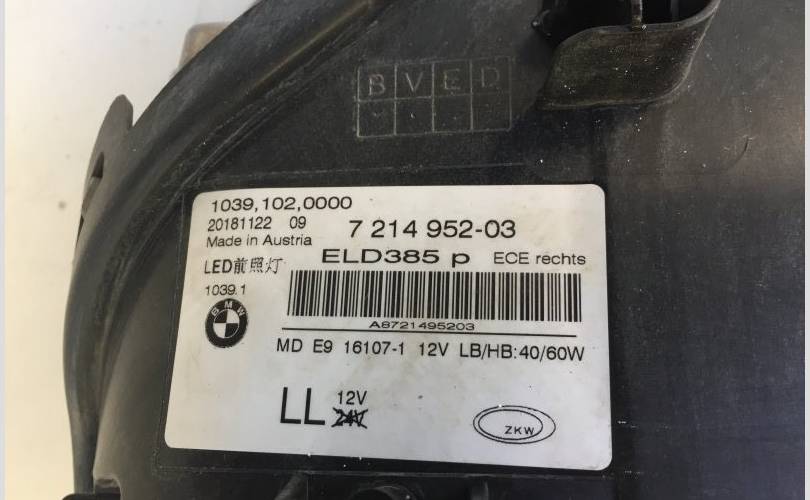 B V E D
1039,102,0000
20181122 09 7 214 952-03
Made in Austria
ELD385 p ECE rechts
LED前照灯
1039.1
BMW
A8721495203
MD E9 16107-1 12V LB/HB:40/60W
LL 12V
24V
ZKW